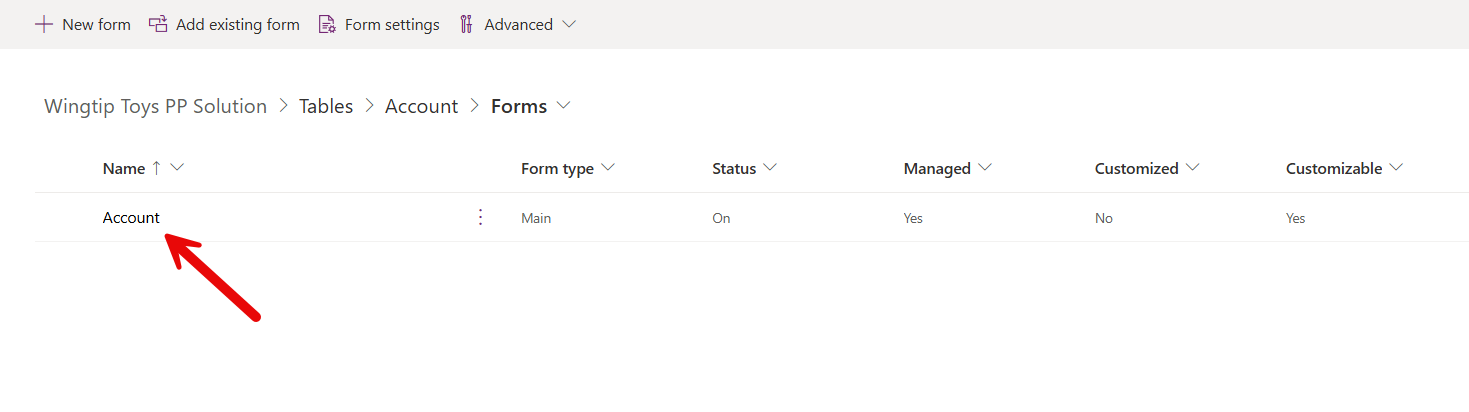 New form Add existing form Form settings Advanced
Wingtip Toys PP Solution > Tables > Account > Forms
Name ↑ Form type Status Managed Customized Customizable
Account Main On Yes No Yes